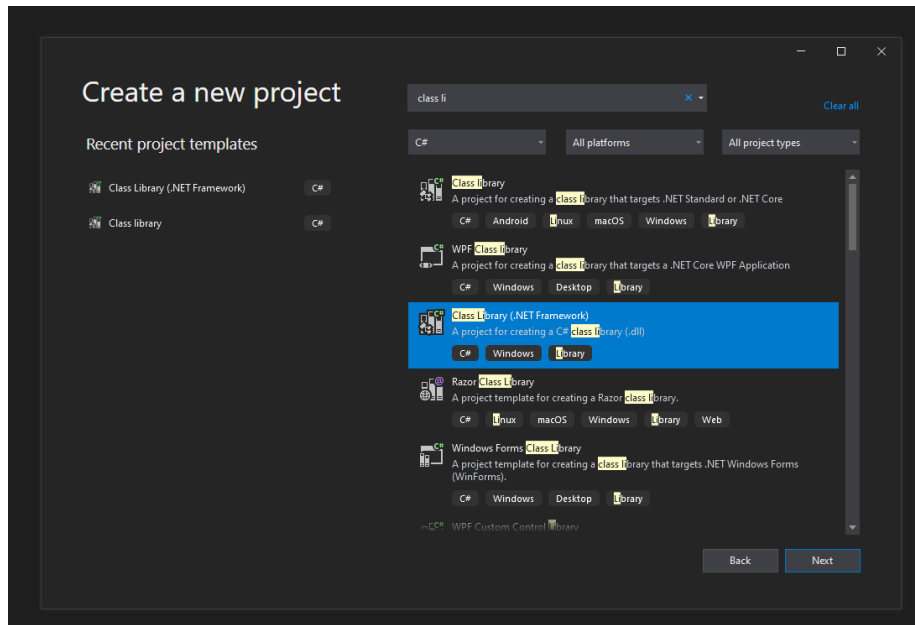 Create a new project
Recent project templates
Class Library (.NET Framework) C#
Class library C#
class li
Clear all
C# All platforms All project types
Class library
A project for creating a class library that targets .NET Standard or .NET Core
C# Android Linux macOS Windows Library
WPF Class library
A project for creating a class library that targets a .NET Core WPF Application
C# Windows Desktop Library
Class Library (.NET Framework)
A project for creating a C# class library (.dll)
C# Windows Library
Razor Class Library
A project template for creating a Razor class library.
C# Linux macOS Windows Library Web
Windows Forms Class Library
A project template for creating a class library that targets .NET Windows Forms
(WinForms).
C# Windows Desktop Library
WPF Custom Control Library
Back Next